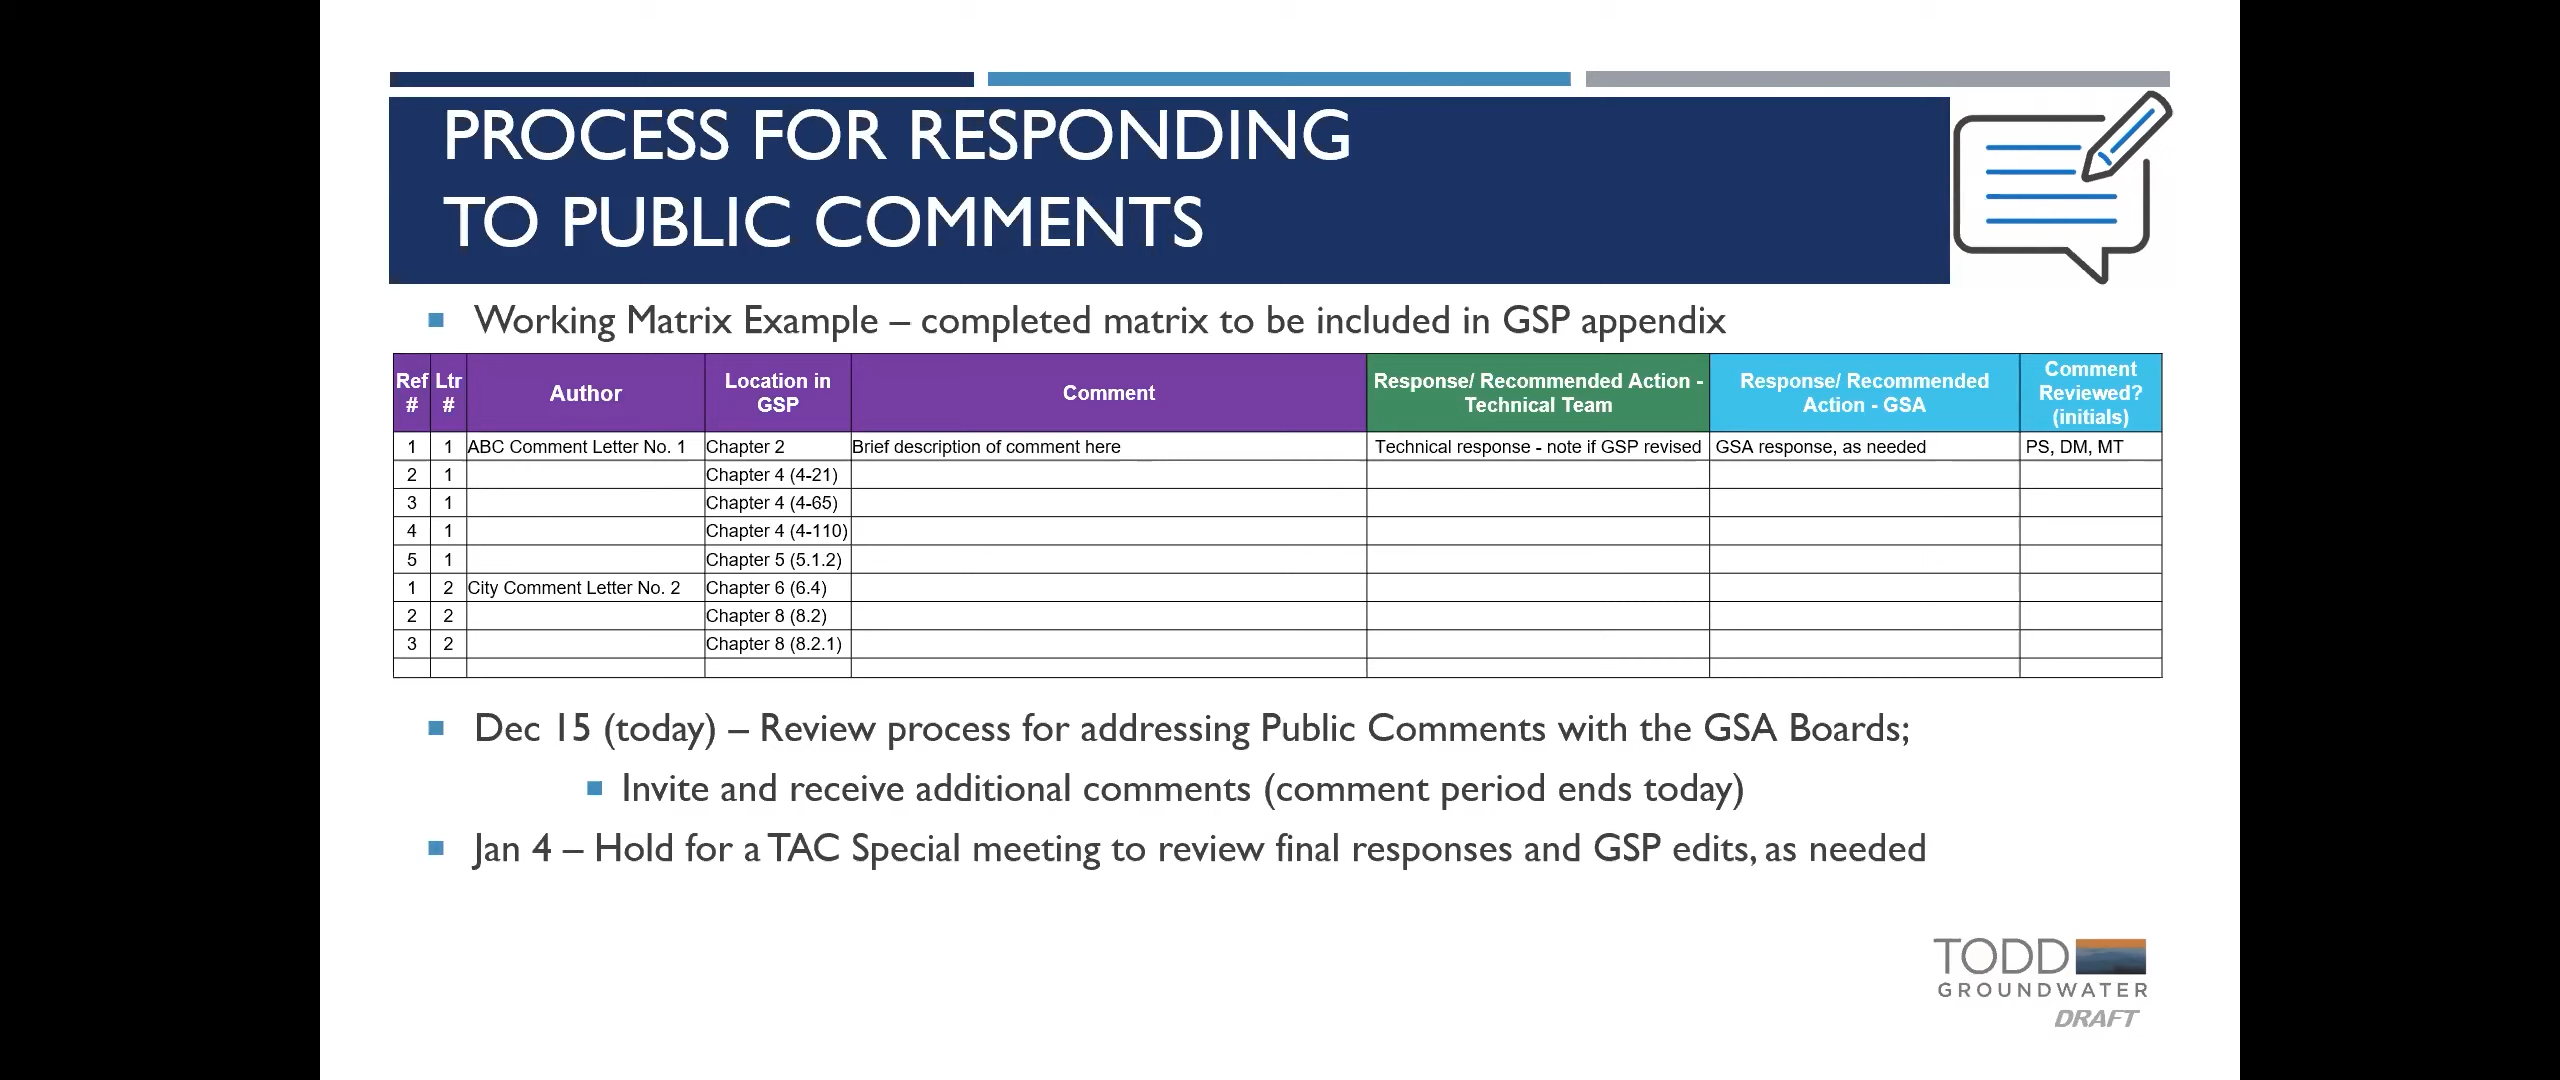 PROCESS FOR RESPONDING
TO PUBLIC COMMENTS
Working Matrix Example – completed matrix to be included in GSP appendix
Ref # Ltr # Author Location in GSP Comment Response/ Recommended Action - Technical Team Response/ Recommended Action - GSA Comment Reviewed? (initials)
1 1 ABC Comment Letter No. 1 Chapter 2 Brief description of comment here Technical response - note if GSP revised GSA response, as needed PS, DM, MT
2 1 Chapter 4 (4-21)
3 1 Chapter 4 (4-65)
4 1 Chapter 4 (4-110)
5 1 Chapter 5 (5.1.2)
1 2 City Comment Letter No. 2 Chapter 6 (6.4)
2 2 Chapter 8 (8.2)
3 2 Chapter 8 (8.2.1)
Dec 15 (today) – Review process for addressing Public Comments with the GSA Boards;
Invite and receive additional comments (comment period ends today)
Jan 4 – Hold for a TAC Special meeting to review final responses and GSP edits, as needed
TODD
GROUNDWATER
DRAFT